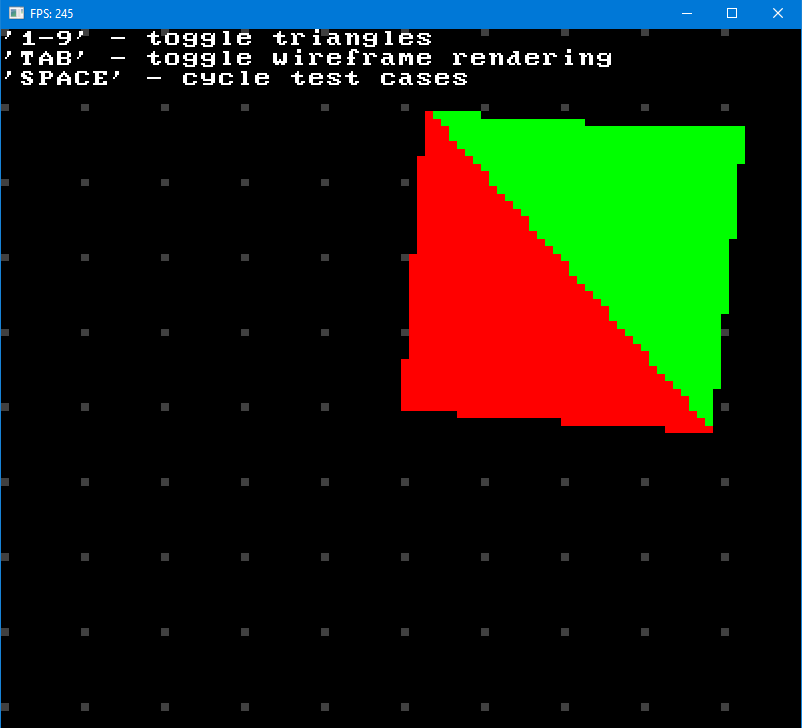 FPS: 245
'1-9' - toggle triangles
'TAB' - toggle wireframe rendering
'SPACE' - cycle test cases